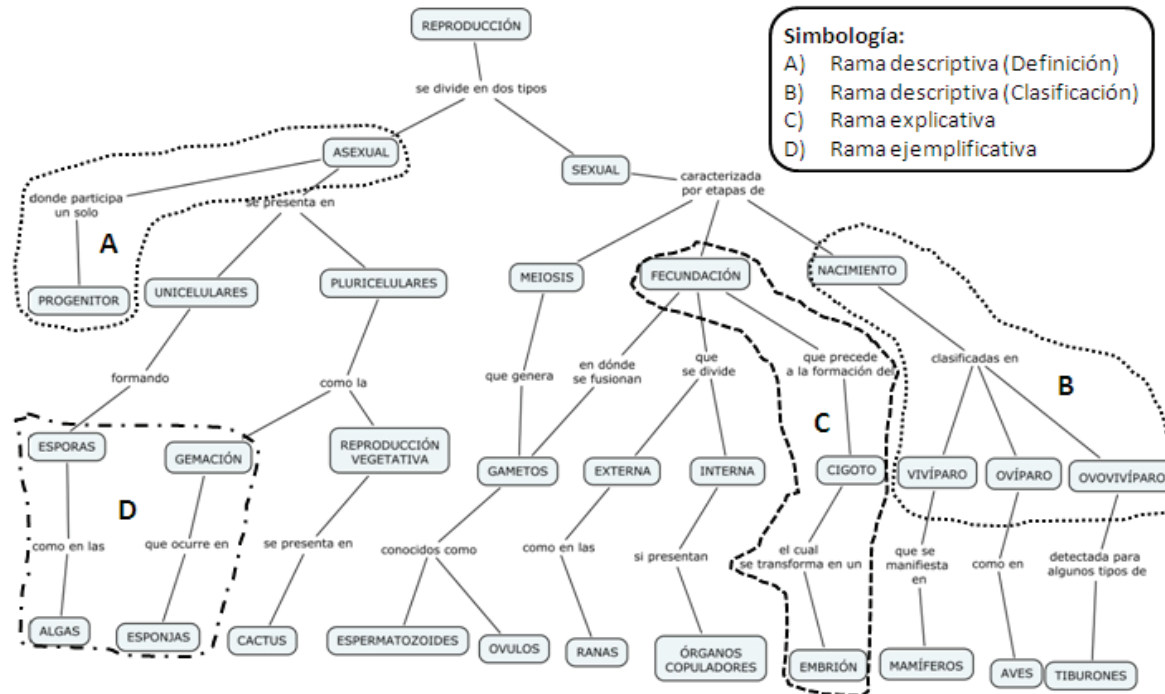 REPRODUCCIÓN
Simbología:
A) Rama descriptiva (Definición)
B) Rama descriptiva (Clasificación)
C) Rama explicativa
D) Rama ejemplificativa
se divide en dos tipos
ASEXUAL
SEXUAL
caracterizada
por etapas de
donde participa
un solo
se presenta en
A
PROGENITOR
UNICELULARES
PLURICELULARES
MEIOSIS
FECUNDACIÓN
NACIMIENTO
formando
como la
que genera
en dónde
se fusionan
que
se divide
que precede
a la formación del
clasificadas en
B
C
ESPORAS
GEMACIÓN
REPRODUCCIÓN
VEGETATIVA
GAMETOS
EXTERNA
INTERNA
CIGOTO
VIVÍPARO
OVÍPARO
OVOVIVÍPARO
D
como en las
que ocurre en
se presenta en
conocidos como
como en las
si presentan
el cual
se transforma en un
que se
manifiesta
en
como en
detectada para
algunos tipos de
ALGAS
ESPONJAS
CACTUS
ESPERMATOZOIDES
OVULOS
RANAS
ÓRGANOS
COPULADORES
EMBRIÓN
MAMÍFEROS
AVES
TIBURONES